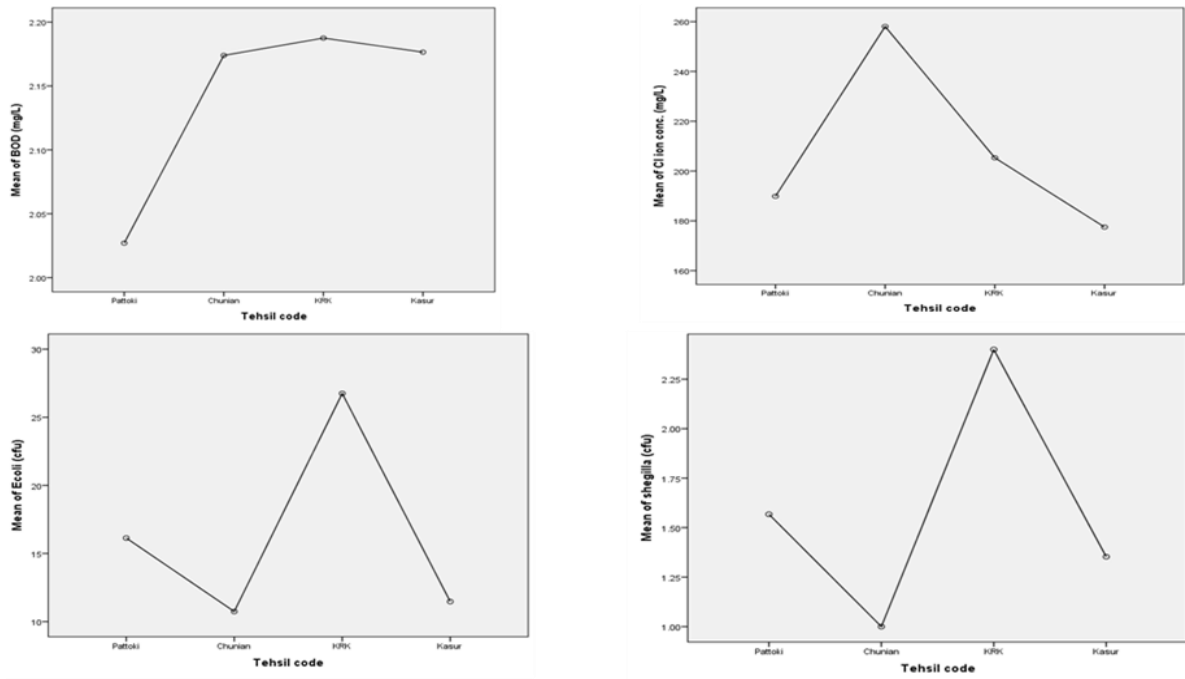 Mean of BOD (mg/L)
2.20
2.15
2.10
2.05
2.00
Pattoki Chunian KRK Kasur
Tehsil code
Mean of Cl ion conc. (mg/L)
260
240
220
200
180
160
Pattoki Chunian KRK Kasur
Tehsil code
Mean of Ecoli (cfu)
30
25
20
15
10
Pattoki Chunian KRK Kasur
Tehsil code
Mean of shegilla (cfu)
2.25
2.00
1.75
1.50
1.25
1.00
Pattoki Chunian KRK Kasur
Tehsil code